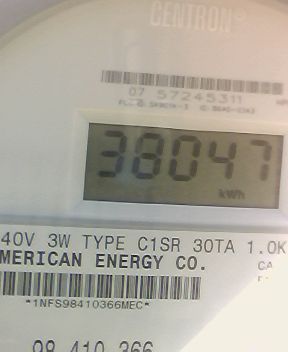 CENTRON®
07 57245311
38047
kWh
40V 3W TYPE C1SR 30TA 1.0K
MERICAN ENERGY CO.
CA
*1NFS98410366MEC*
98 410 366